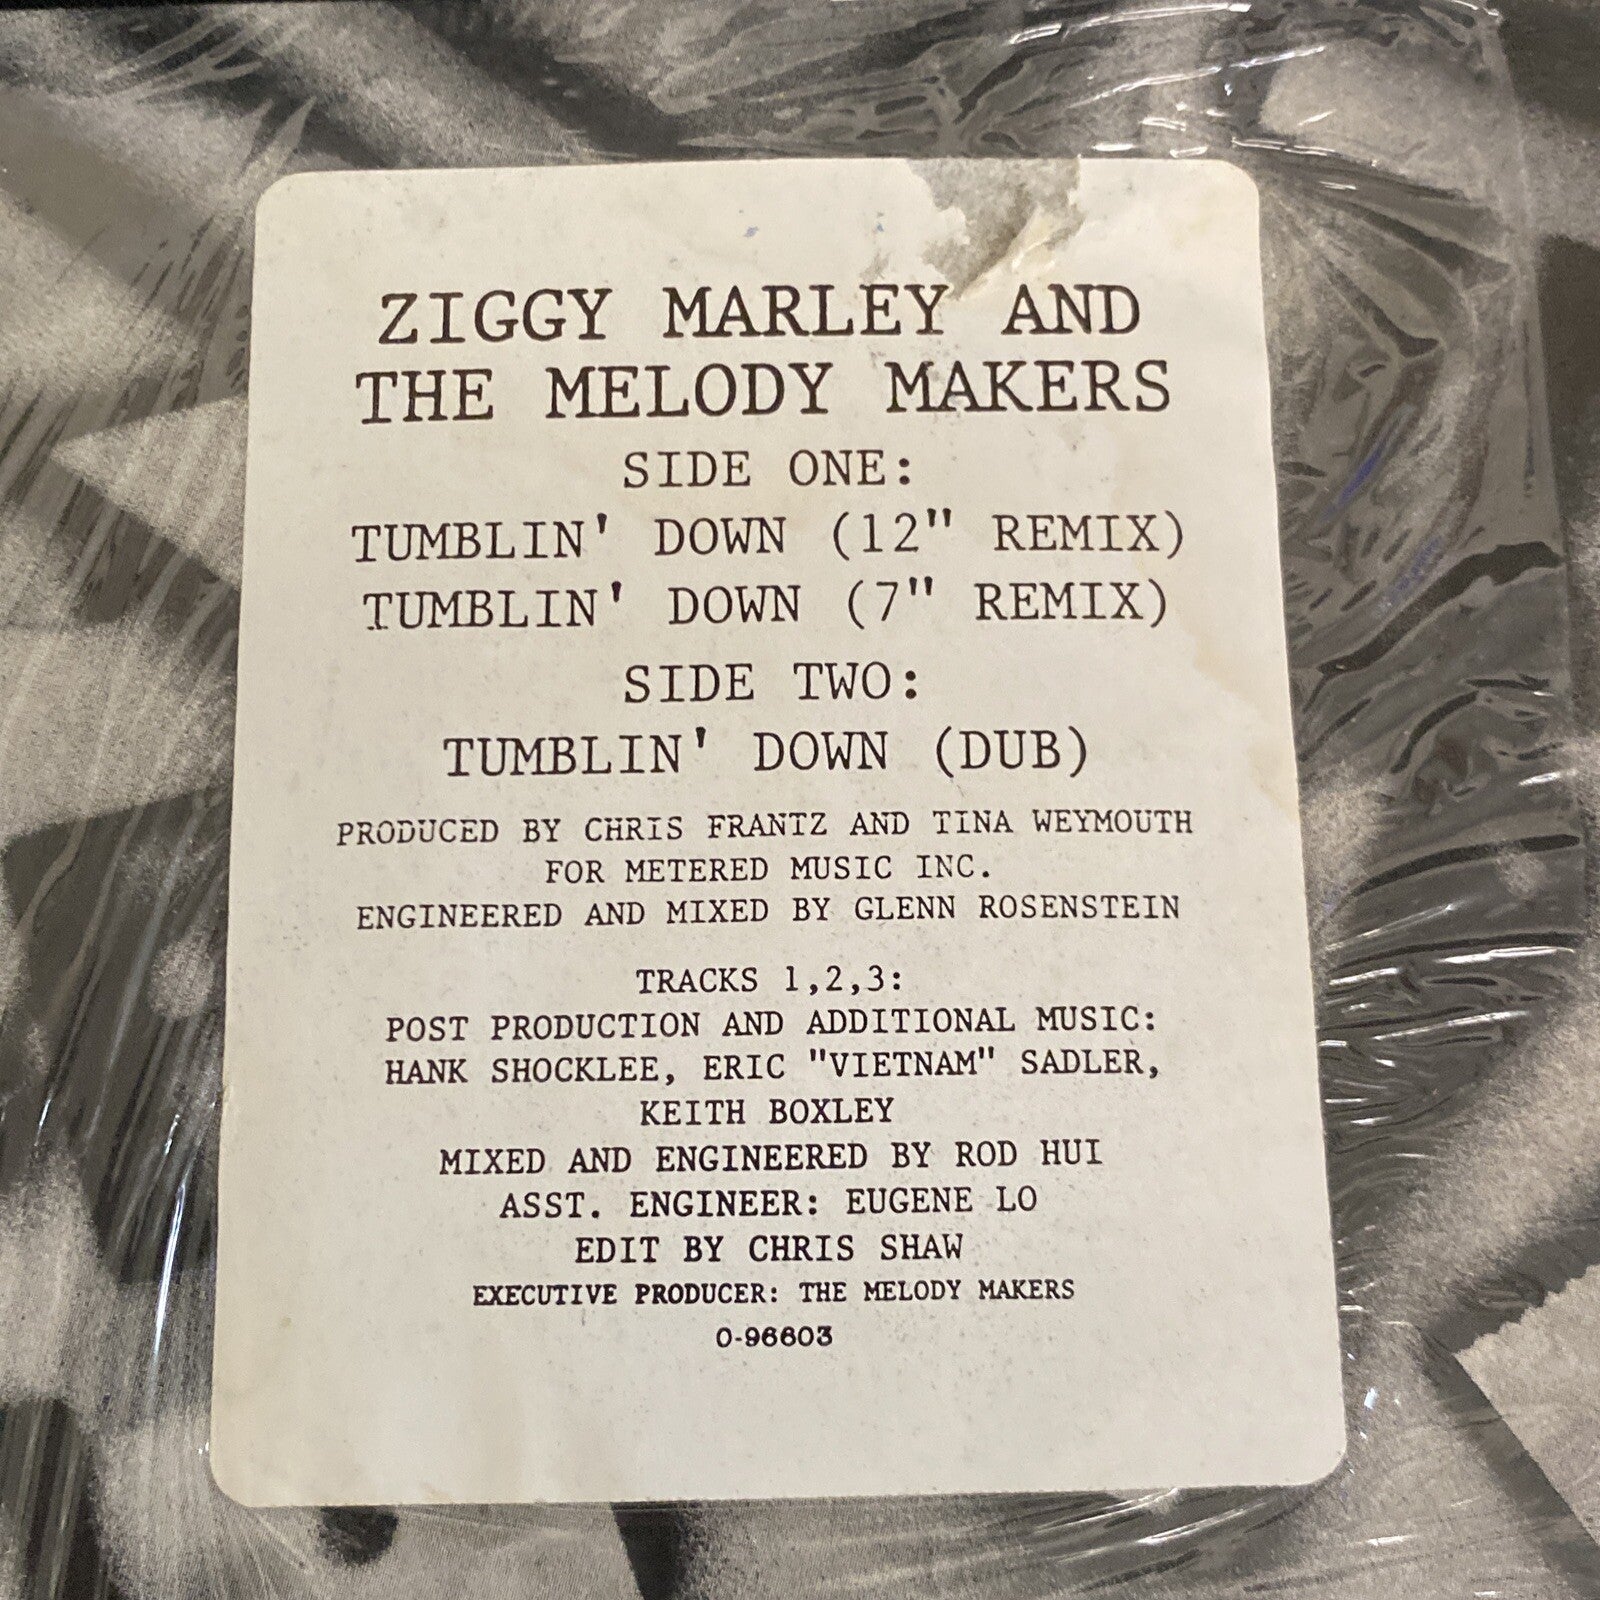 ZIGGY MARLEY AND
THE MELODY MAKERS
SIDE ONE:
TUMBLIN' DOWN (12" REMIX)
TUMBLIN' DOWN (7" REMIX)
SIDE TWO:
TUMBLIN' DOWN (DUB)
PRODUCED BY CHRIS FRANTZ AND TINA WEYMOUTH
FOR METERED MUSIC INC.
ENGINEERED AND MIXED BY GLENN ROSENSTEIN
TRACKS 1,2,3:
POST PRODUCTION AND ADDITIONAL MUSIC:
HANK SHOCKLEE, ERIC "VIETNAM" SADLER,
KEITH BOXLEY
MIXED AND ENGINEERED BY ROD HUI
ASST. ENGINEER: EUGENE LO
EDIT BY CHRIS SHAW
EXECUTIVE PRODUCER: THE MELODY MAKERS
0-96603